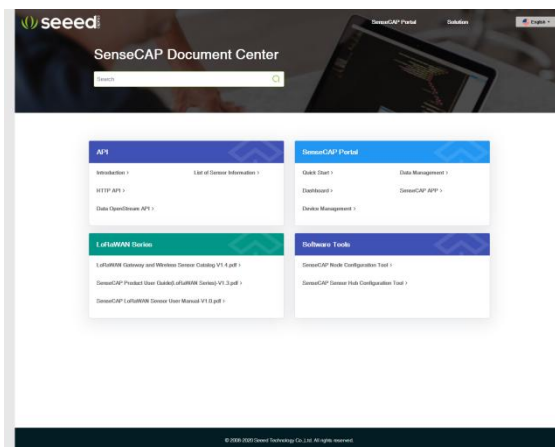 seeed
SenseCAP Portal
Solution
English
SenseCAP Document Center
Search
API
Introduction >
List of Sensor Information >
HTTP API >
Data OpenStream API >
SenseCAP Portal
Quick Start >
Data Management >
Dashboard >
SenseCAP APP >
Device Management >
LoRaWAN Series
LoRaWAN Gateway and Wireless Sensor Catalog V1.4.pdf >
SenseCAP Product User Guide(LoRaWAN Series)-V1.3.pdf >
SenseCAP LoRaWAN Sensor User Manual-V1.0.pdf >
Software Tools
SenseCAP Node Configuration Tool >
SenseCAP Sensor Hub Configuration Tool >
© 2008-2020 Seeed Technology Co.,Ltd. All rights reserved.